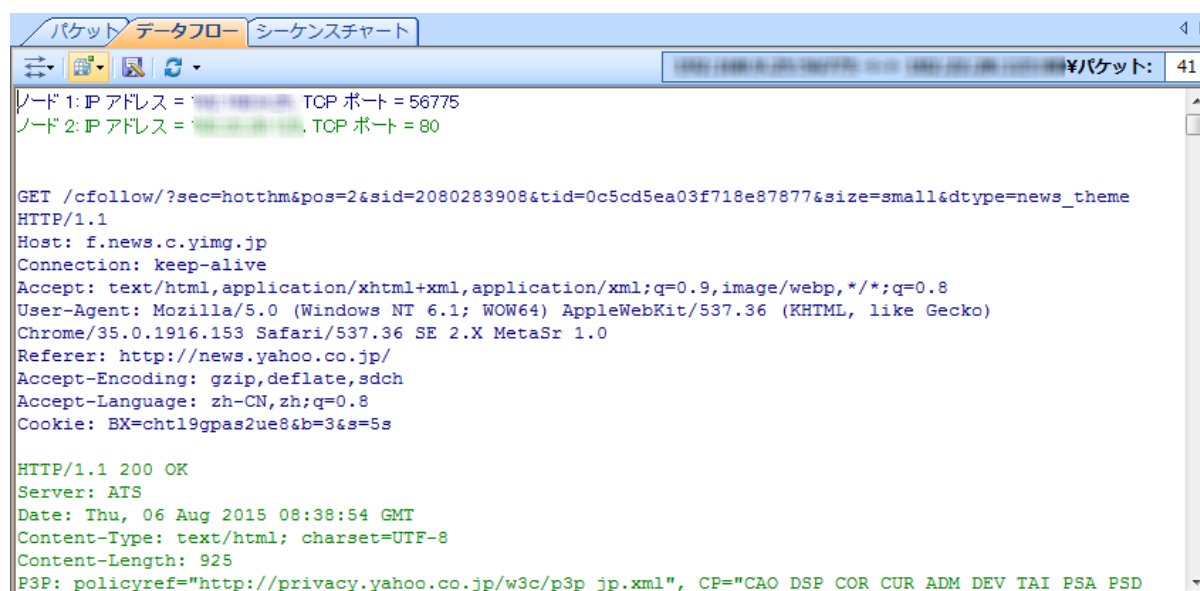 パケット データフロー シーケンスチャート
¥パケット: 41
ノード 1: IP アドレス = TCP ポート = 56775
ノード 2: IP アドレス = , TCP ポート = 80
GET /cfollow/?sec=hotthm&pos=2&sid=2080283908&tid=0c5cd5ea03f718e87877&size=small&dtype=news_theme
HTTP/1.1
Host: f.news.c.yimg.jp
Connection: keep-alive
Accept: text/html,application/xhtml+xml,application/xml;q=0.9,image/webp,*/*;q=0.8
User-Agent: Mozilla/5.0 (Windows NT 6.1; WOW64) AppleWebKit/537.36 (KHTML, like Gecko)
Chrome/35.0.1916.153 Safari/537.36 SE 2.X MetaSr 1.0
Referer: http://news.yahoo.co.jp/
Accept-Encoding: gzip,deflate,sdch
Accept-Language: zh-CN,zh;q=0.8
Cookie: BX=chtl9gpas2ue8&b=3&s=5s
HTTP/1.1 200 OK
Server: ATS
Date: Thu, 06 Aug 2015 08:38:54 GMT
Content-Type: text/html; charset=UTF-8
Content-Length: 925
P3P: policyref="http://privacy.yahoo.co.jp/w3c/p3p_jp.xml", CP="CAO DSP COR CUR ADM DEV TAI PSA PSD